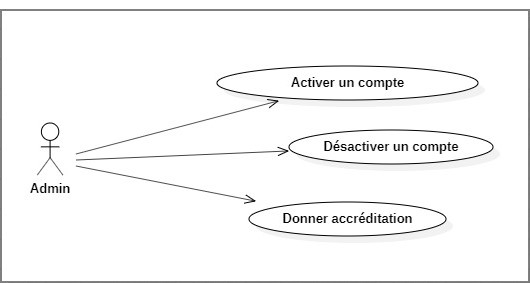 Activer un compte
Désactiver un compte
Admin
Donner accréditation